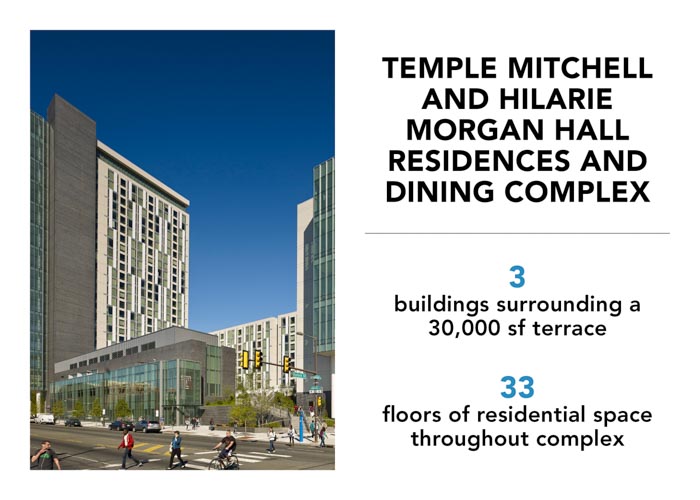 TEMPLE MITCHELL
AND HILARIE
MORGAN HALL
RESIDENCES AND
DINING COMPLEX
3
buildings surrounding a
30,000 sf terrace
33
floors of residential space
throughout complex